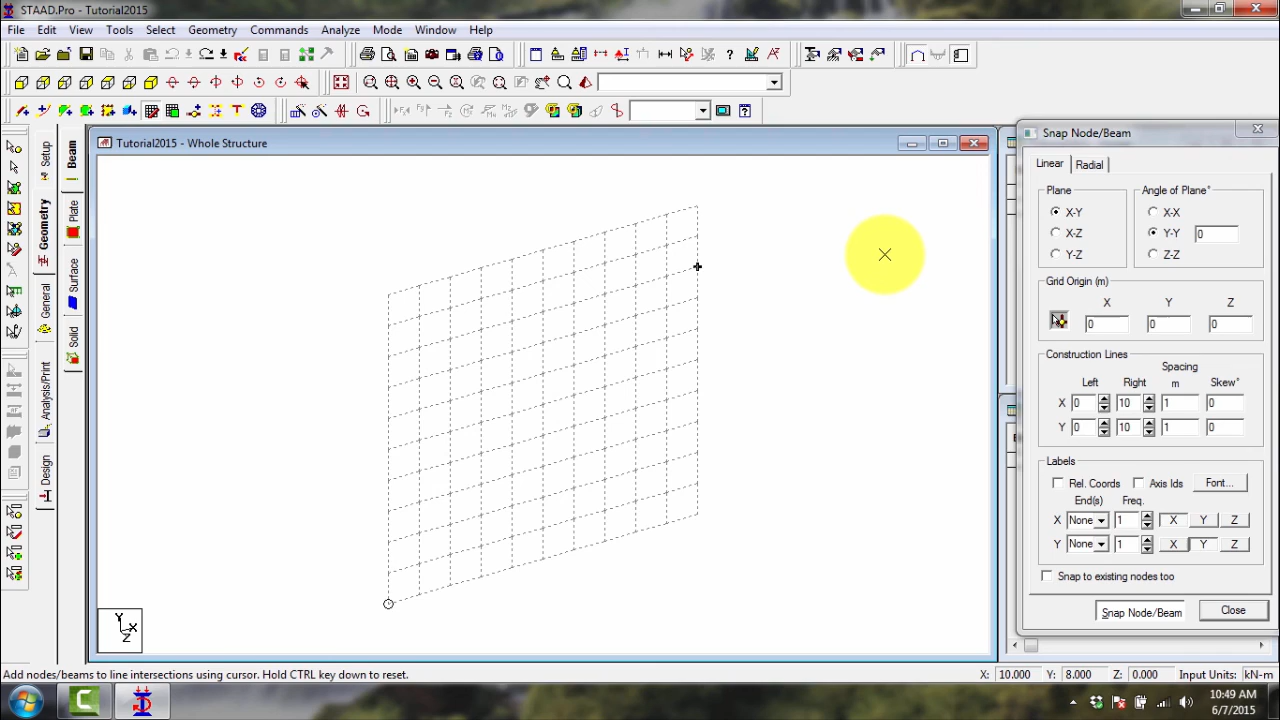 STAAD.Pro - Tutorial2015
File Edit View Tools Select Geometry Commands Analyze Mode Window Help
Setup
Geometry
General
Analysis/Print
Design
Beam
Plate
Surface
Solid
Tutorial2015 - Whole Structure
Y
X
Z
Snap Node/Beam
Linear Radial
Plane Angle of Plane°
X-Y X-X
X-Z Y-Y 0
Y-Z Z-Z
Grid Origin (m)
X Y Z
0 0 0
Construction Lines
Spacing
Left Right m Skew°
X 0 10 1 0
Y 0 10 1 0
Labels
Rel. Coords Axis Ids Font...
End(s) Freq.
X None 1 X Y Z
Y None 1 X Y Z
Snap to existing nodes too
Snap Node/Beam Close
Add nodes/beams to line intersections using cursor. Hold CTRL key down to reset. X: 10.000 Y: 8.000 Z: 0.000 Input Units: kN-m
10:49 AM
6/7/2015